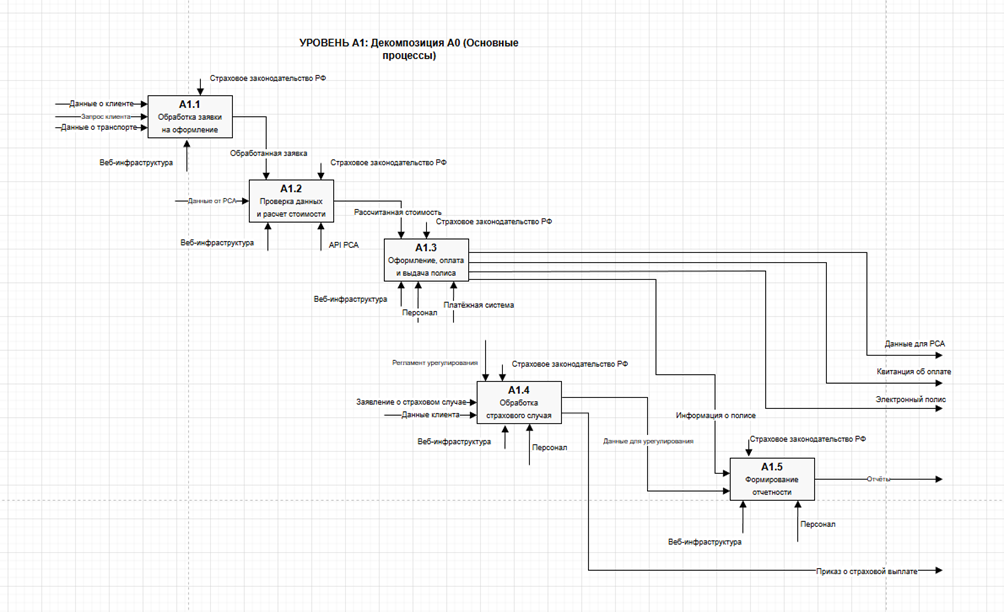 УРОВЕНЬ А1: Декомпозиция А0 (Основные
процессы)
Страховое законодательство РФ
Данные о клиенте
Запрос клиента
Данные о транспорте
А1.1
Обработка заявки
на оформление
Веб-инфраструктура
Обработанная заявка
Страховое законодательство РФ
Данные от РСА
А1.2
Проверка данных
и расчет стоимости
Веб-инфраструктура
API РСА
Рассчитанная стоимость
Страховое законодательство РФ
А1.3
Оформление, оплата
и выдача полиса
Веб-инфраструктура
Персонал
Платёжная система
Данные для РСА
Квитанция об оплате
Электронный полис
Регламент урегулирования
Страховое законодательство РФ
Заявление о страховом случае
Данные клиента
А1.4
Обработка
страхового случая
Веб-инфраструктура
Персонал
Информация о полисе
Данные для урегулирования
Страховое законодательство РФ
А1.5
Формирование
отчетности
Отчёты
Веб-инфраструктура
Персонал
Приказ о страховой выплате